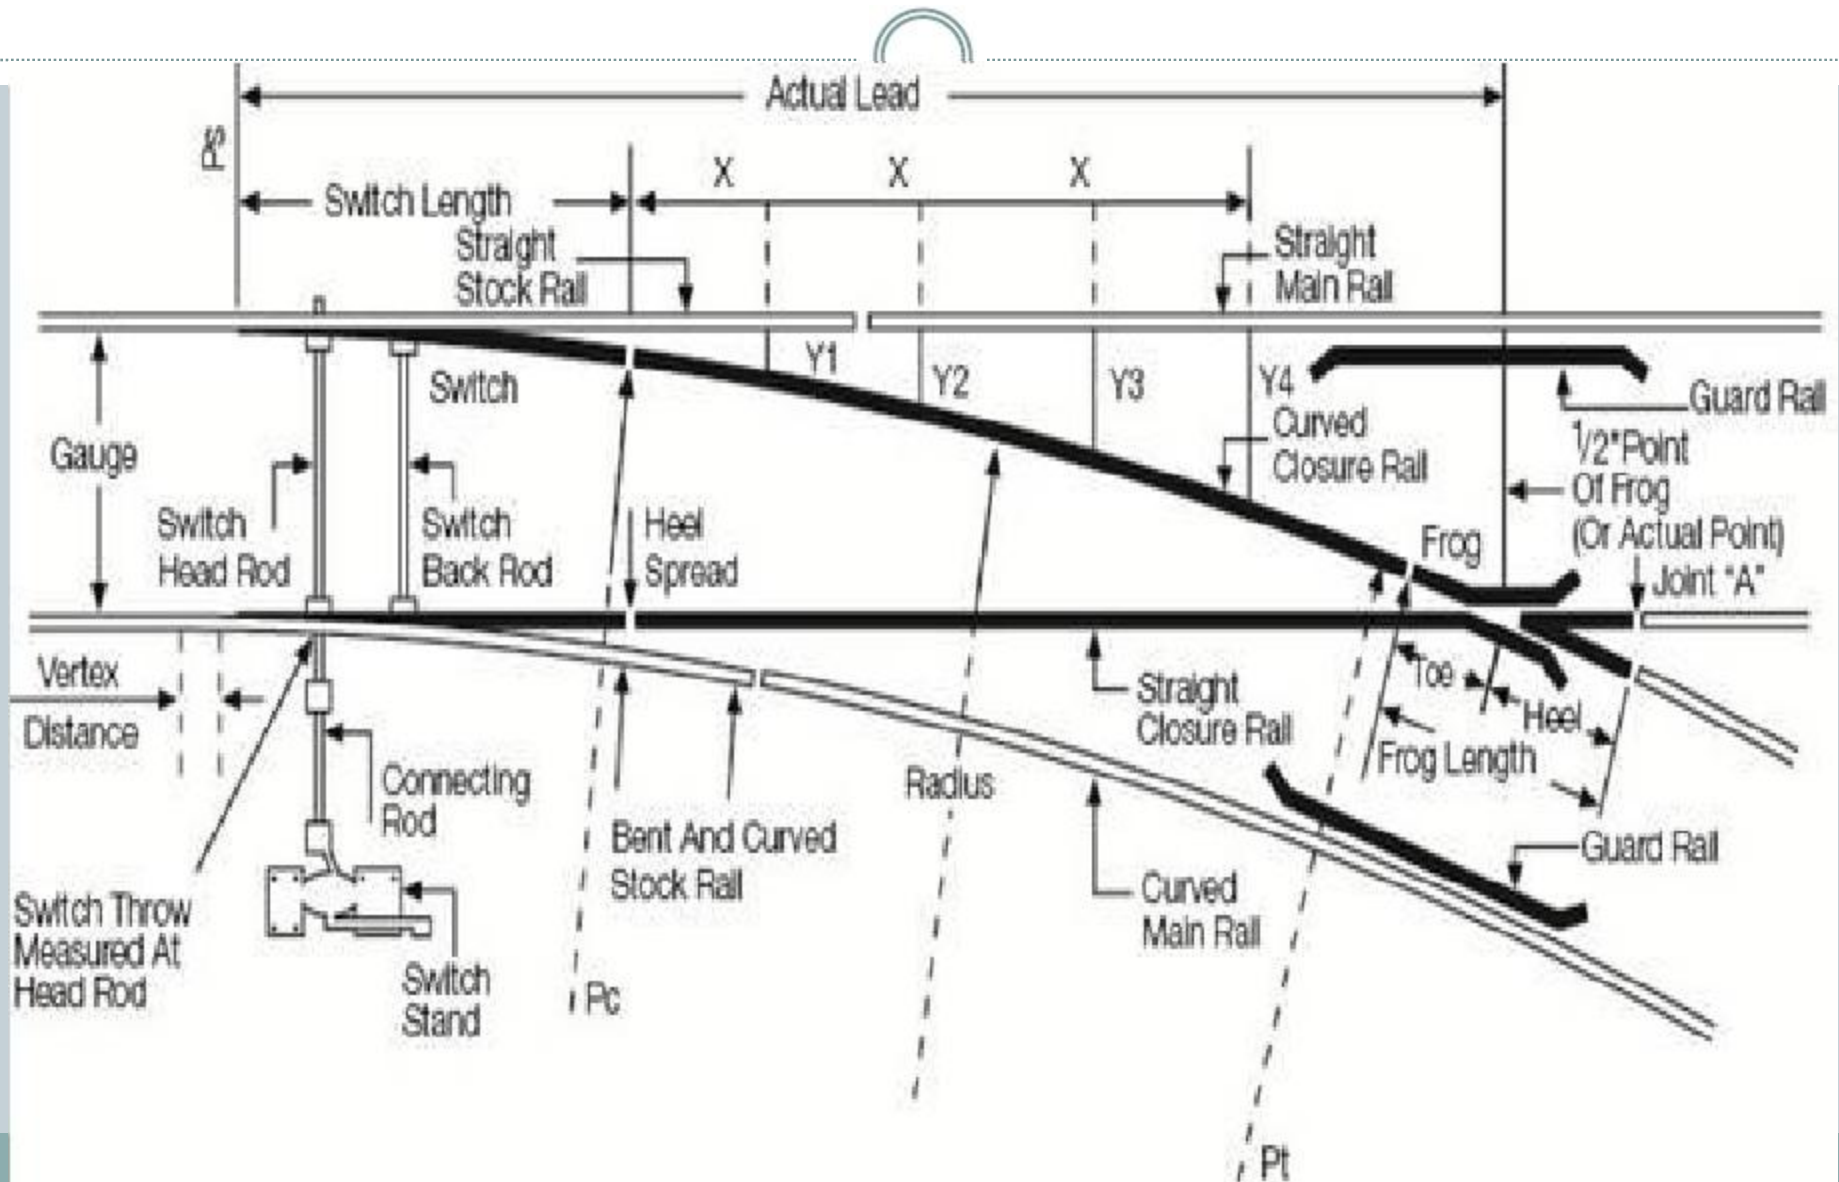 Actual Lead
PS
X X X
Switch Length
Straight
Stock Rail
Straight
Main Rail
Y1
Y2
Y3
Y4
Switch
Guard Rail
Gauge
Curved
Closure Rail
1/2" Point
Of Frog
(Or Actual Point)
Switch
Head Rod
Switch
Back Rod
Heel
Spread
Frog
Joint "A"
Vertex
Distance
Toe
Heel
Frog Length
Straight
Closure Rail
Connecting
Rod
Radius
Bent And Curved
Stock Rail
Guard Rail
Curved
Main Rail
Switch Throw
Measured At
Head Rod
Switch
Stand
Pc
Pt